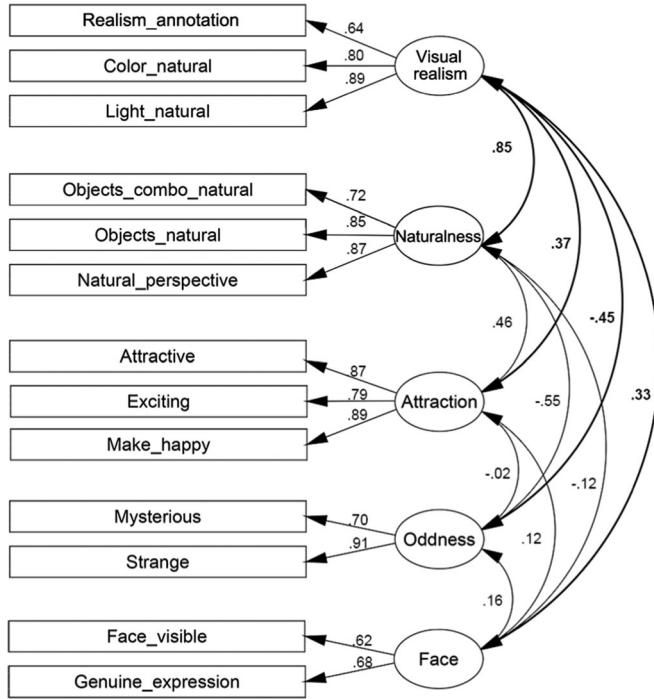 Realism_annotation
.64
Color_natural
.80
Light_natural
.89
Visual
realism
Objects_combo_natural
.72
Objects_natural
.85
Natural_perspective
.87
Naturalness
Attractive
.87
Exciting
.79
Make_happy
.89
Attraction
Mysterious
.70
Strange
.91
Oddness
Face_visible
.62
Genuine_expression
.68
Face
.85
.37
-.45
.33
.46
-.55
-.12
-.02
.12
.16